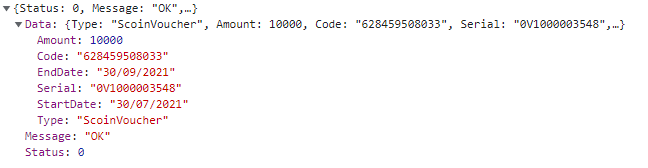 {Status: 0, Message: "OK",…}
Data: {Type: "ScoinVoucher", Amount: 10000, Code: "628459508033", Serial: "0V1000003548",…}
Amount: 10000
Code: "628459508033"
EndDate: "30/09/2021"
Serial: "0V1000003548"
StartDate: "30/07/2021"
Type: "ScoinVoucher"
Message: "OK"
Status: 0